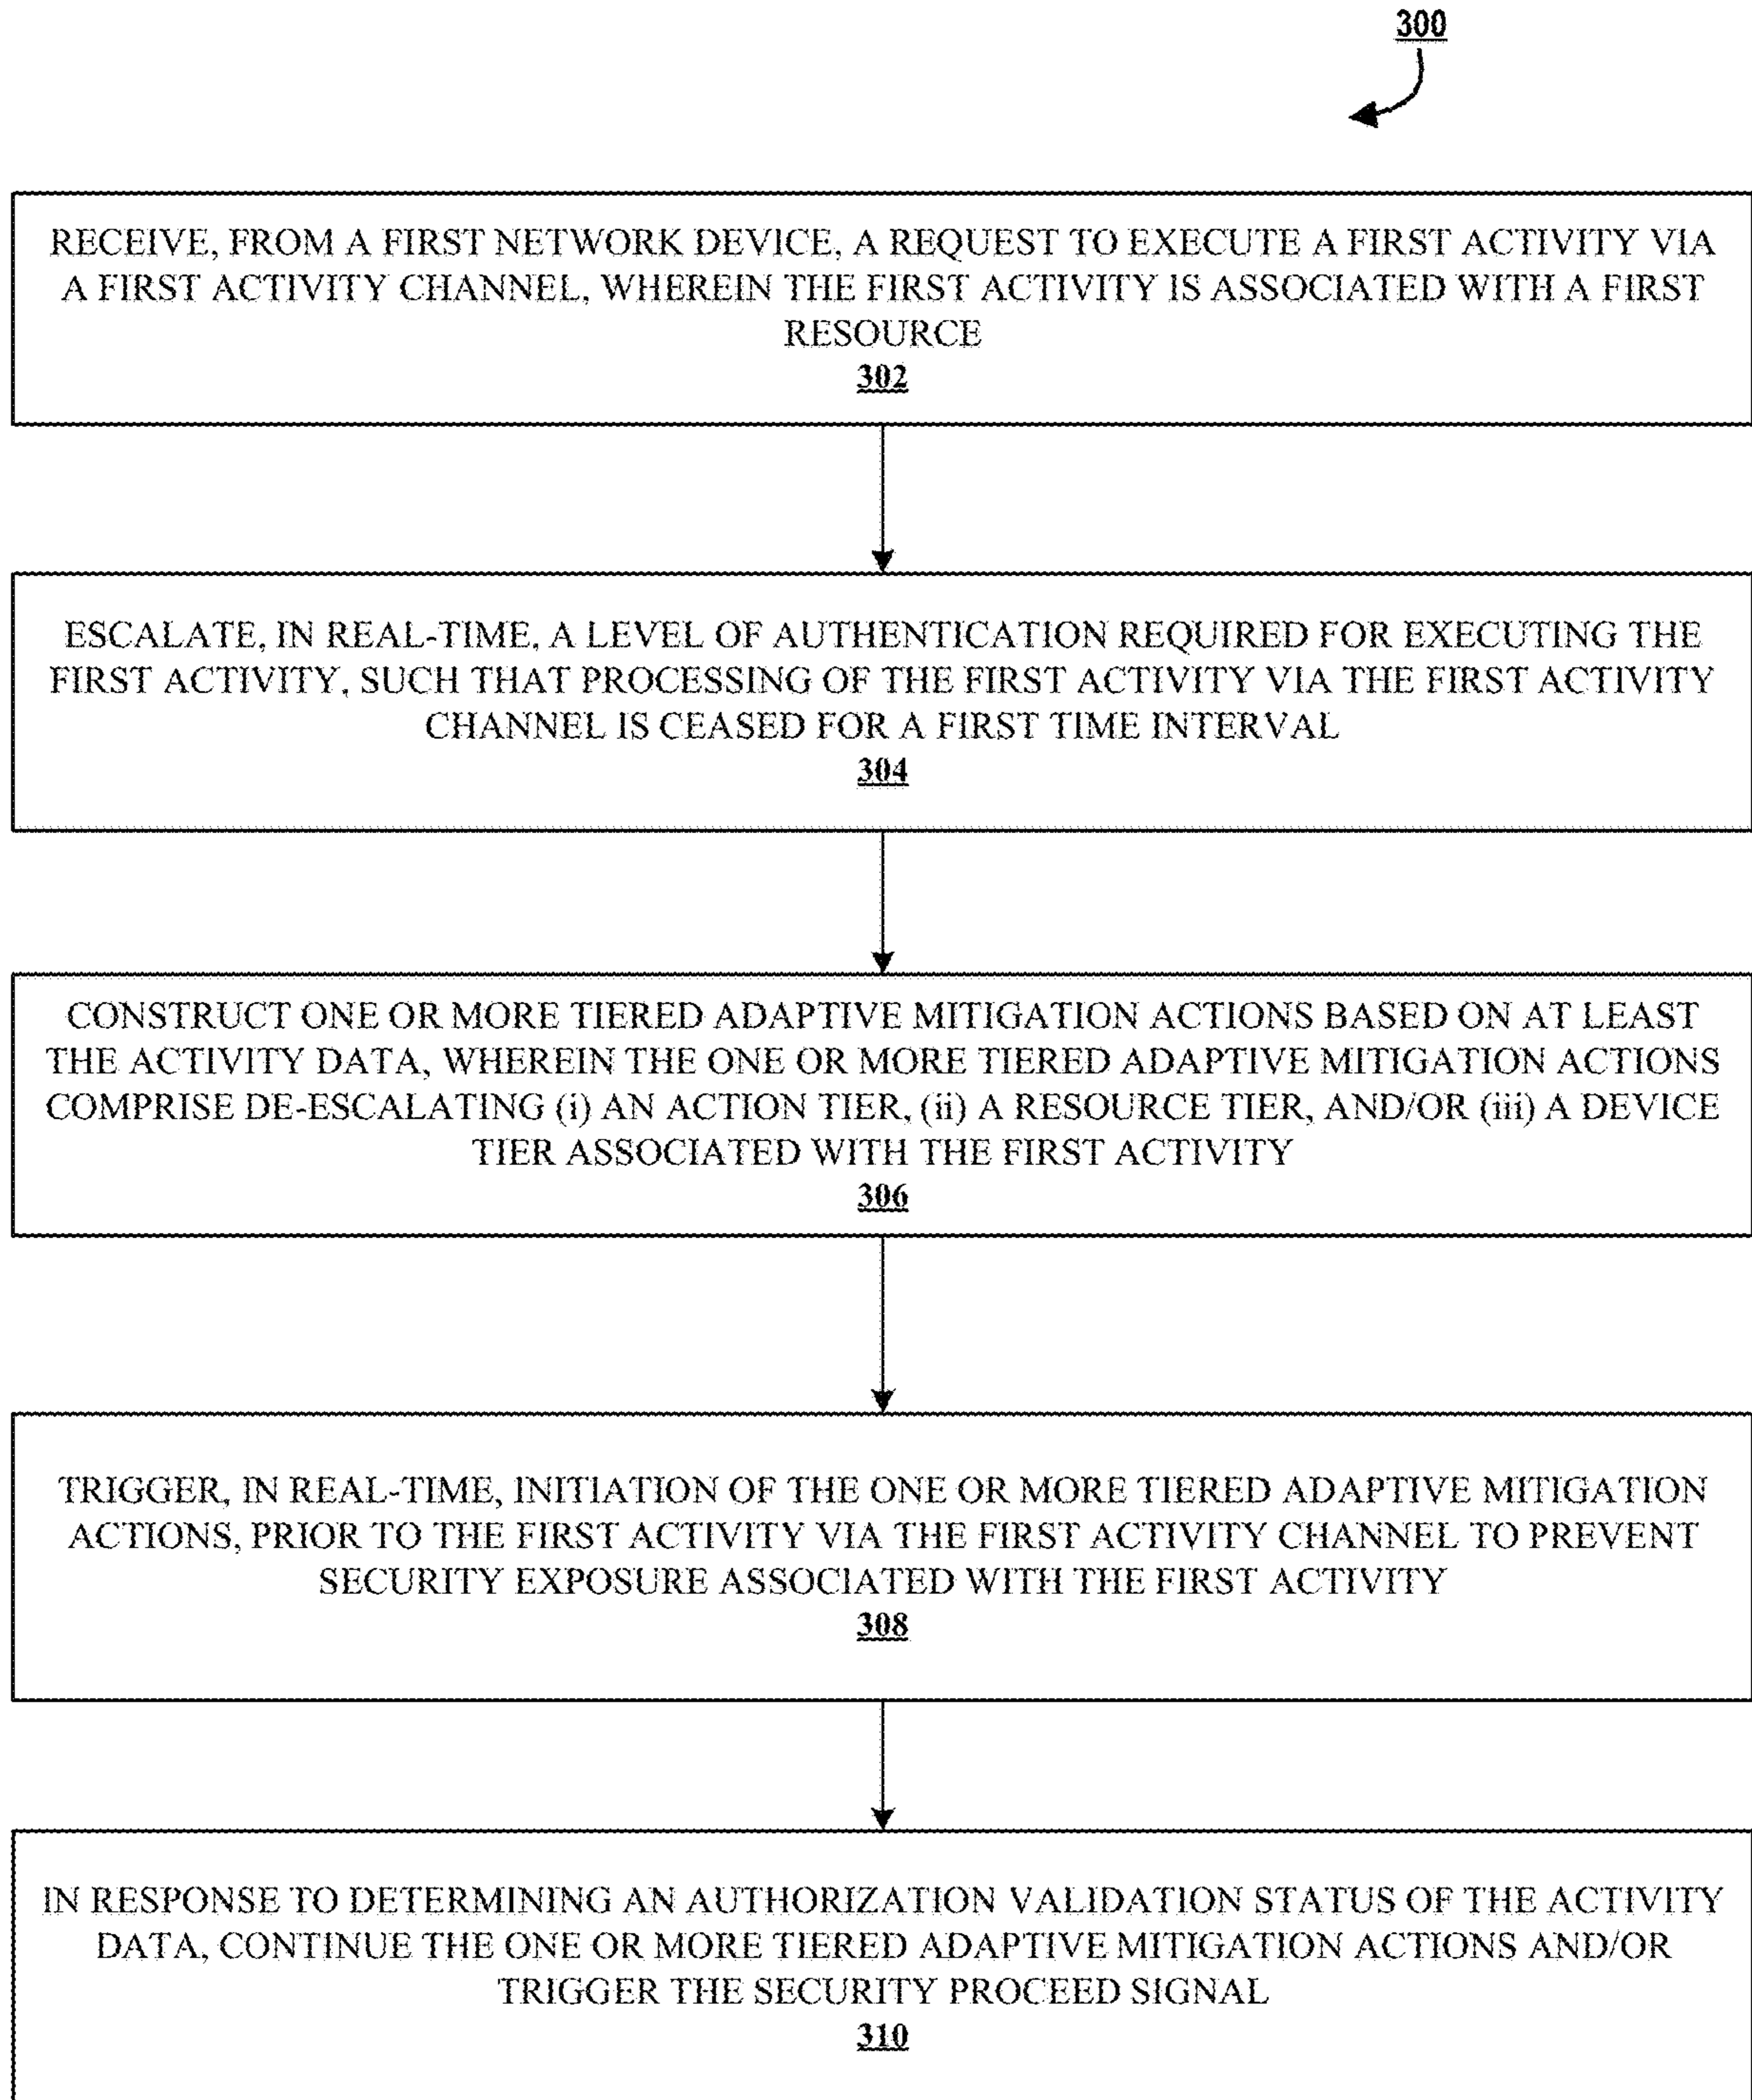 300
RECEIVE, FROM A FIRST NETWORK DEVICE, A REQUEST TO EXECUTE A FIRST ACTIVITY VIA
A FIRST ACTIVITY CHANNEL, WHEREIN THE FIRST ACTIVITY IS ASSOCIATED WITH A FIRST
RESOURCE
302
ESCALATE, IN REAL-TIME, A LEVEL OF AUTHENTICATION REQUIRED FOR EXECUTING THE
FIRST ACTIVITY, SUCH THAT PROCESSING OF THE FIRST ACTIVITY VIA THE FIRST ACTIVITY
CHANNEL IS CEASED FOR A FIRST TIME INTERVAL
304
CONSTRUCT ONE OR MORE TIERED ADAPTIVE MITIGATION ACTIONS BASED ON AT LEAST
THE ACTIVITY DATA, WHEREIN THE ONE OR MORE TIERED ADAPTIVE MITIGATION ACTIONS
COMPRISE DE-ESCALATING (i) AN ACTION TIER, (ii) A RESOURCE TIER, AND/OR (iii) A DEVICE
TIER ASSOCIATED WITH THE FIRST ACTIVITY
306
TRIGGER, IN REAL-TIME, INITIATION OF THE ONE OR MORE TIERED ADAPTIVE MITIGATION
ACTIONS, PRIOR TO THE FIRST ACTIVITY VIA THE FIRST ACTIVITY CHANNEL TO PREVENT
SECURITY EXPOSURE ASSOCIATED WITH THE FIRST ACTIVITY
308
IN RESPONSE TO DETERMINING AN AUTHORIZATION VALIDATION STATUS OF THE ACTIVITY
DATA, CONTINUE THE ONE OR MORE TIERED ADAPTIVE MITIGATION ACTIONS AND/OR
TRIGGER THE SECURITY PROCEED SIGNAL
310